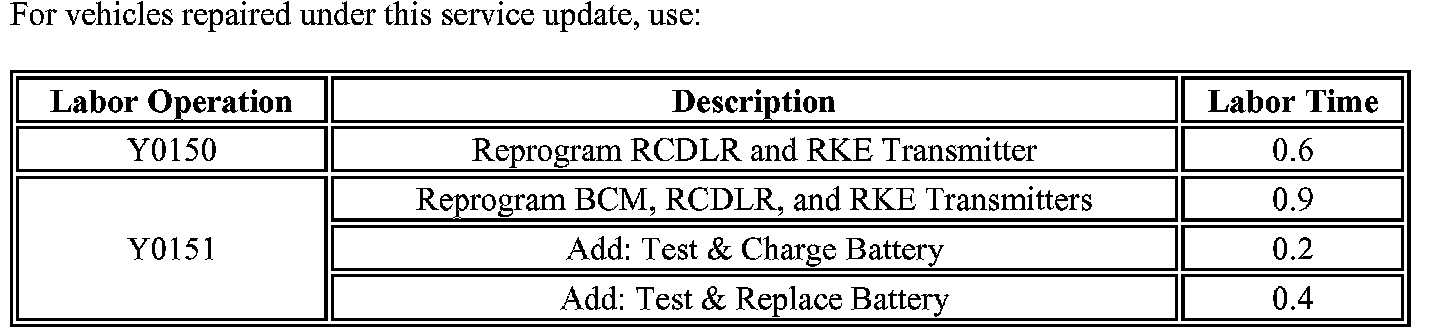 For vehicles repaired under this service update, use:
Labor Operation Description Labor Time
Y0150 Reprogram RCDLR and RKE Transmitter 0.6
Reprogram BCM, RCDLR, and RKE Transmitters 0.9
Y0151 Add: Test & Charge Battery 0.2
Add: Test & Replace Battery 0.4